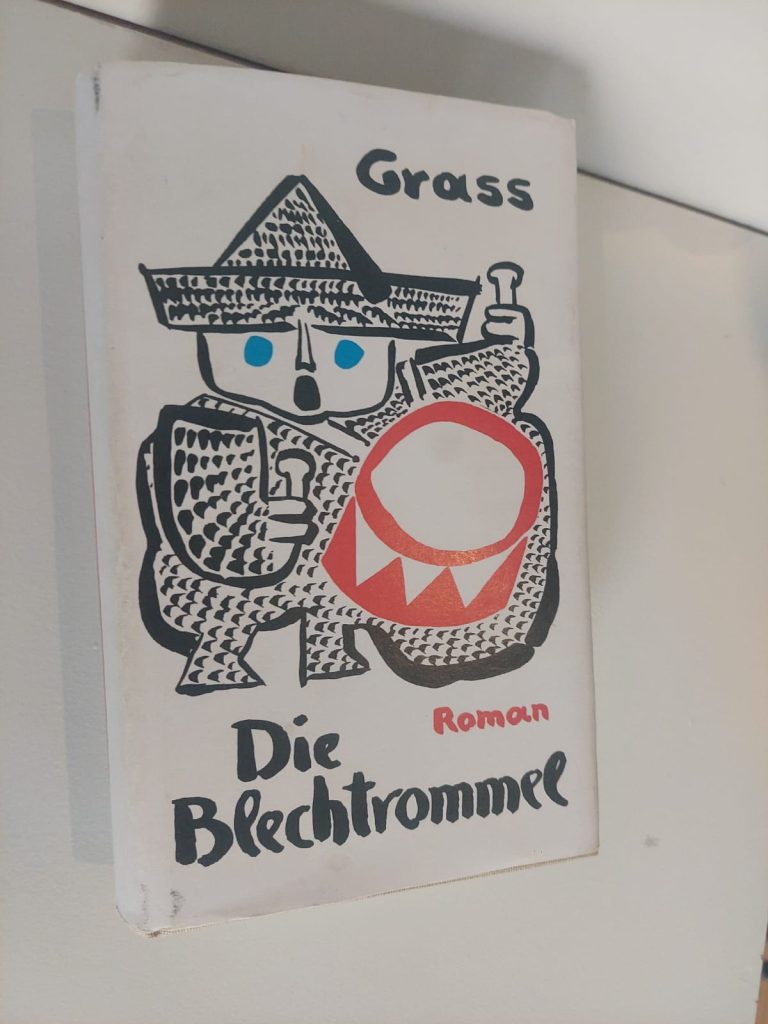 Grass
Roman
Die
Blechtrommel